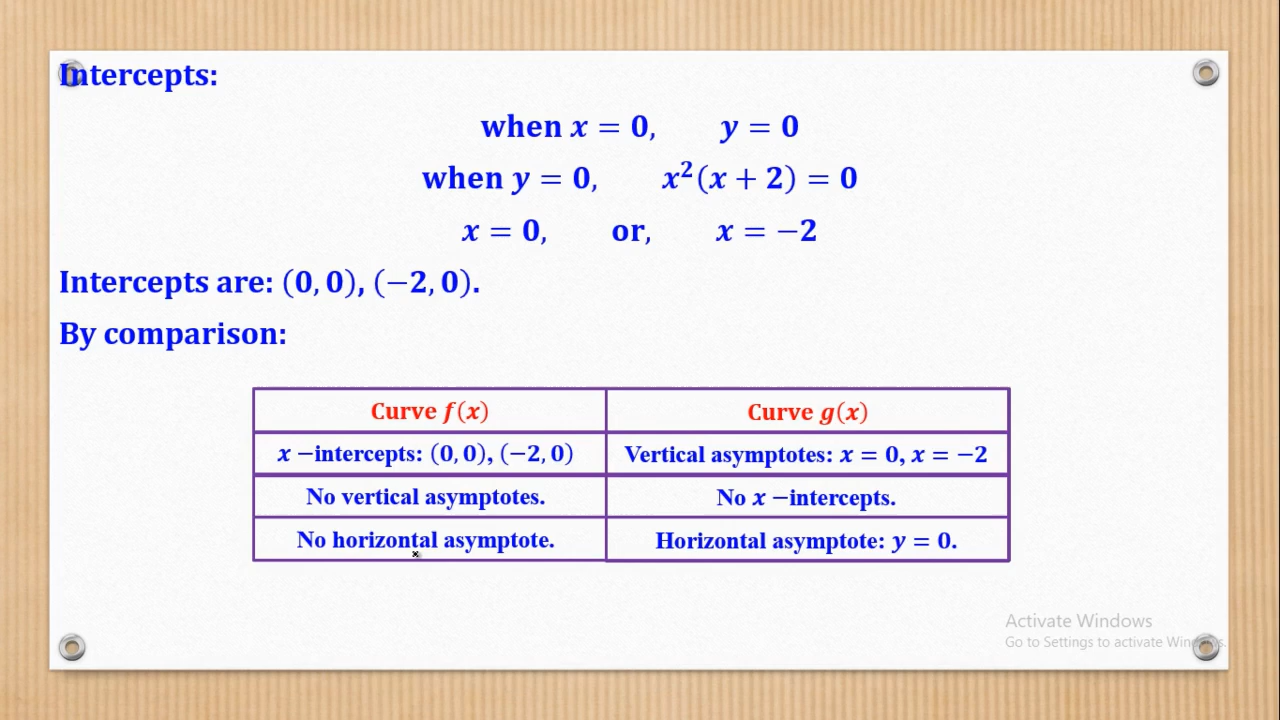 Intercepts:
when x = 0, y = 0
when y = 0, x²(x + 2) = 0
x = 0, or, x = −2
Intercepts are: (0, 0), (−2, 0).
By comparison:
Curve f(x) Curve g(x)
x −intercepts: (0, 0), (−2, 0) Vertical asymptotes: x = 0, x = −2
No vertical asymptotes. No x −intercepts.
No horizontal asymptote. Horizontal asymptote: y = 0.
Activate Windows
Go to Settings to activate Windows.